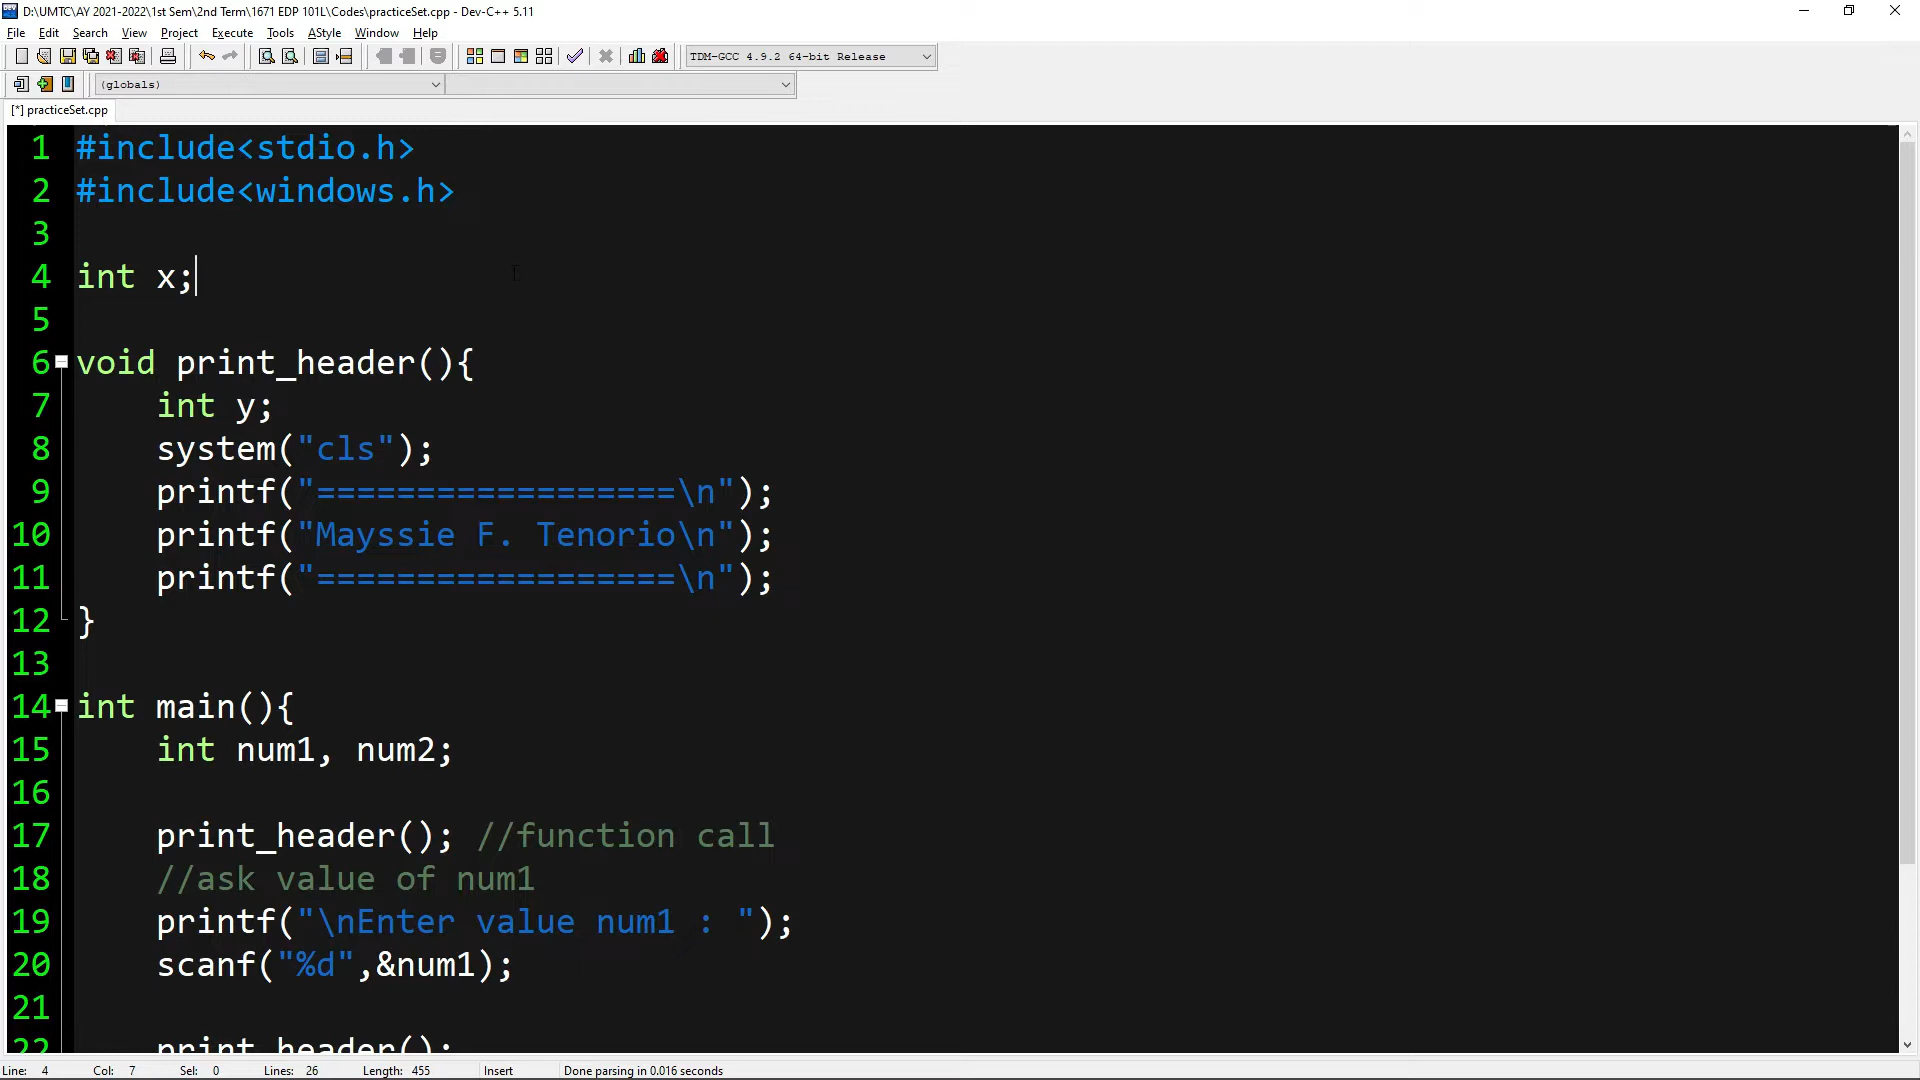 D:\UMTC\AY 2021-2022\1st Sem\2nd Term\1671 EDP 101L\Codes\practiceSet.cpp - Dev-C++ 5.11
File Edit Search View Project Execute Tools AStyle Window Help
TDM-GCC 4.9.2 64-bit Release
(globals)
[*] practiceSet.cpp
1 #include<stdio.h>
2 #include<windows.h>
3
4 int x;
5
6 void print_header(){
7     int y;
8     system("cls");
9     printf("==================\n");
10     printf("Mayssie F. Tenorio\n");
11     printf("==================\n");
12 }
13
14 int main(){
15     int num1, num2;
16
17     print_header(); //function call
18     //ask value of num1
19     printf("\nEnter value num1 : ");
20     scanf("%d",&num1);
21
22     print_header();
Line: 4 Col: 7 Sel: 0 Lines: 26 Length: 455 Insert Done parsing in 0.016 seconds